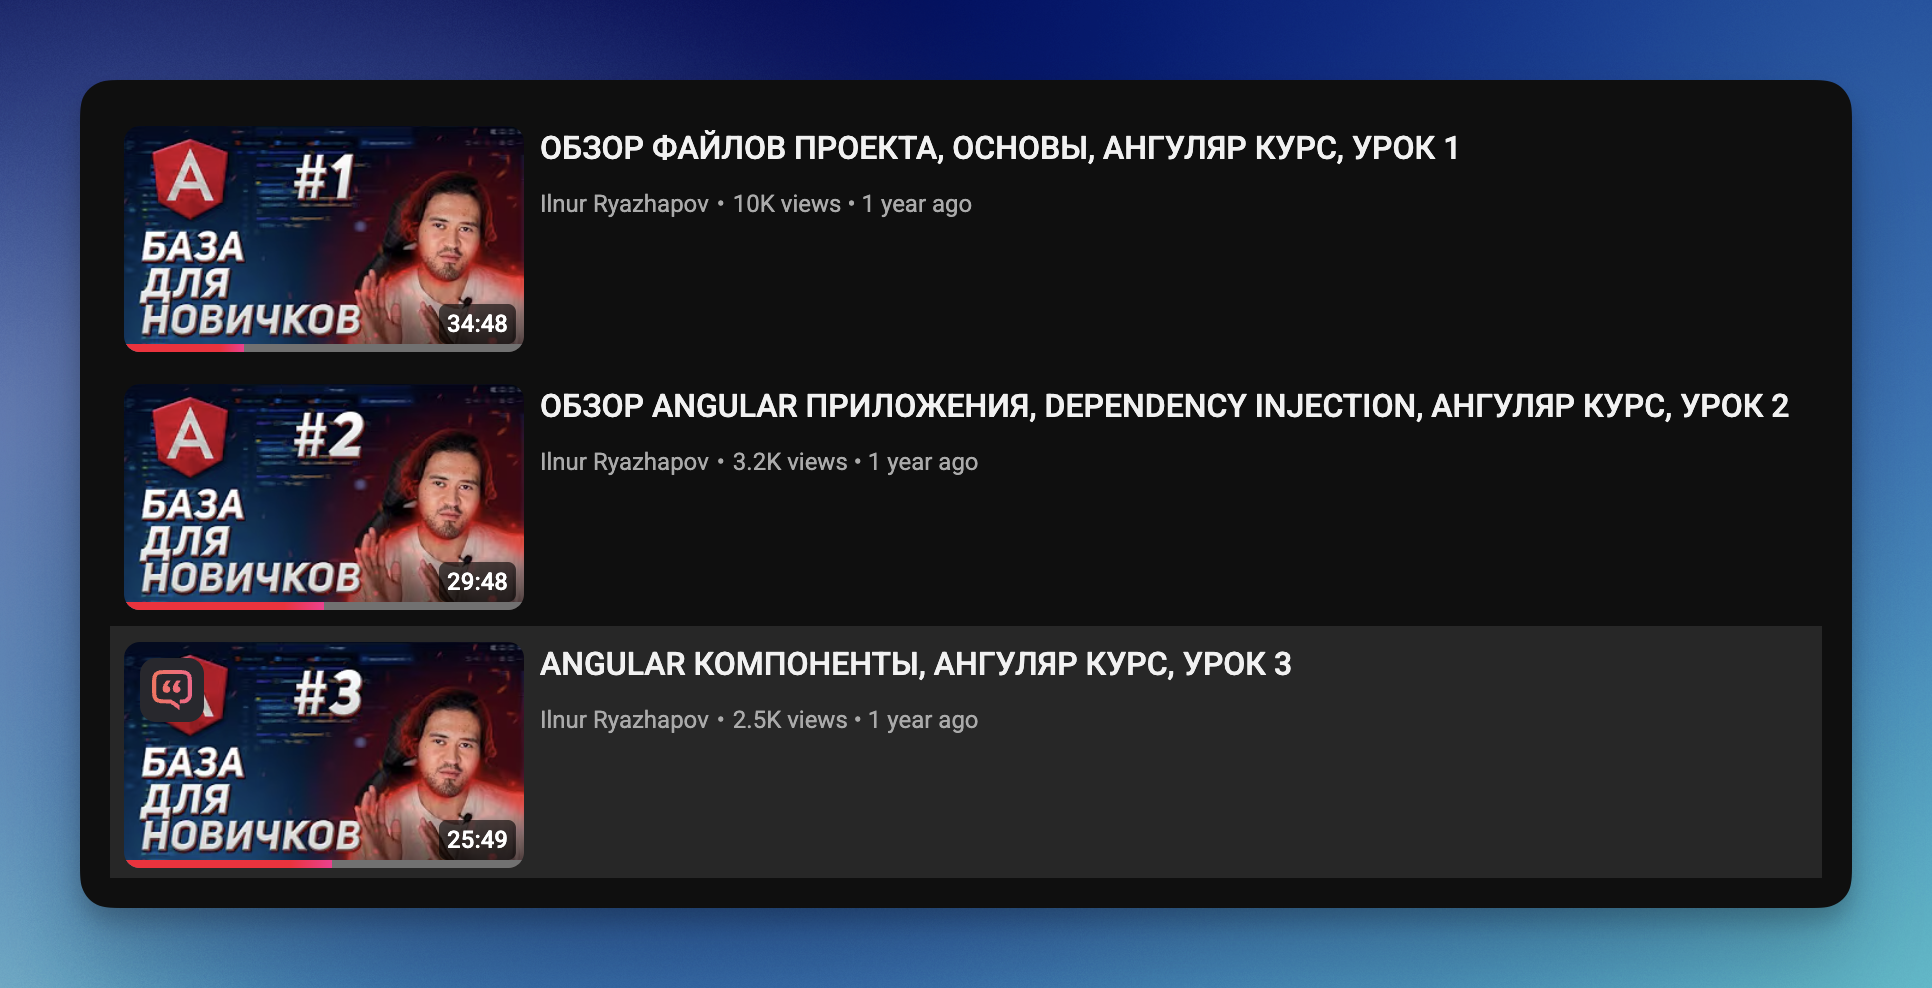 #1
БАЗА
ДЛЯ
НОВИЧКОВ
34:48
ОБЗОР ФАЙЛОВ ПРОЕКТА, ОСНОВЫ, АНГУЛЯР КУРС, УРОК 1
Ilnur Ryazhapov • 10K views • 1 year ago
#2
БАЗА
ДЛЯ
НОВИЧКОВ
29:48
ОБЗОР ANGULAR ПРИЛОЖЕНИЯ, DEPENDENCY INJECTION, АНГУЛЯР КУРС, УРОК 2
Ilnur Ryazhapov • 3.2K views • 1 year ago
#3
БАЗА
ДЛЯ
НОВИЧКОВ
25:49
ANGULAR КОМПОНЕНТЫ, АНГУЛЯР КУРС, УРОК 3
Ilnur Ryazhapov • 2.5K views • 1 year ago